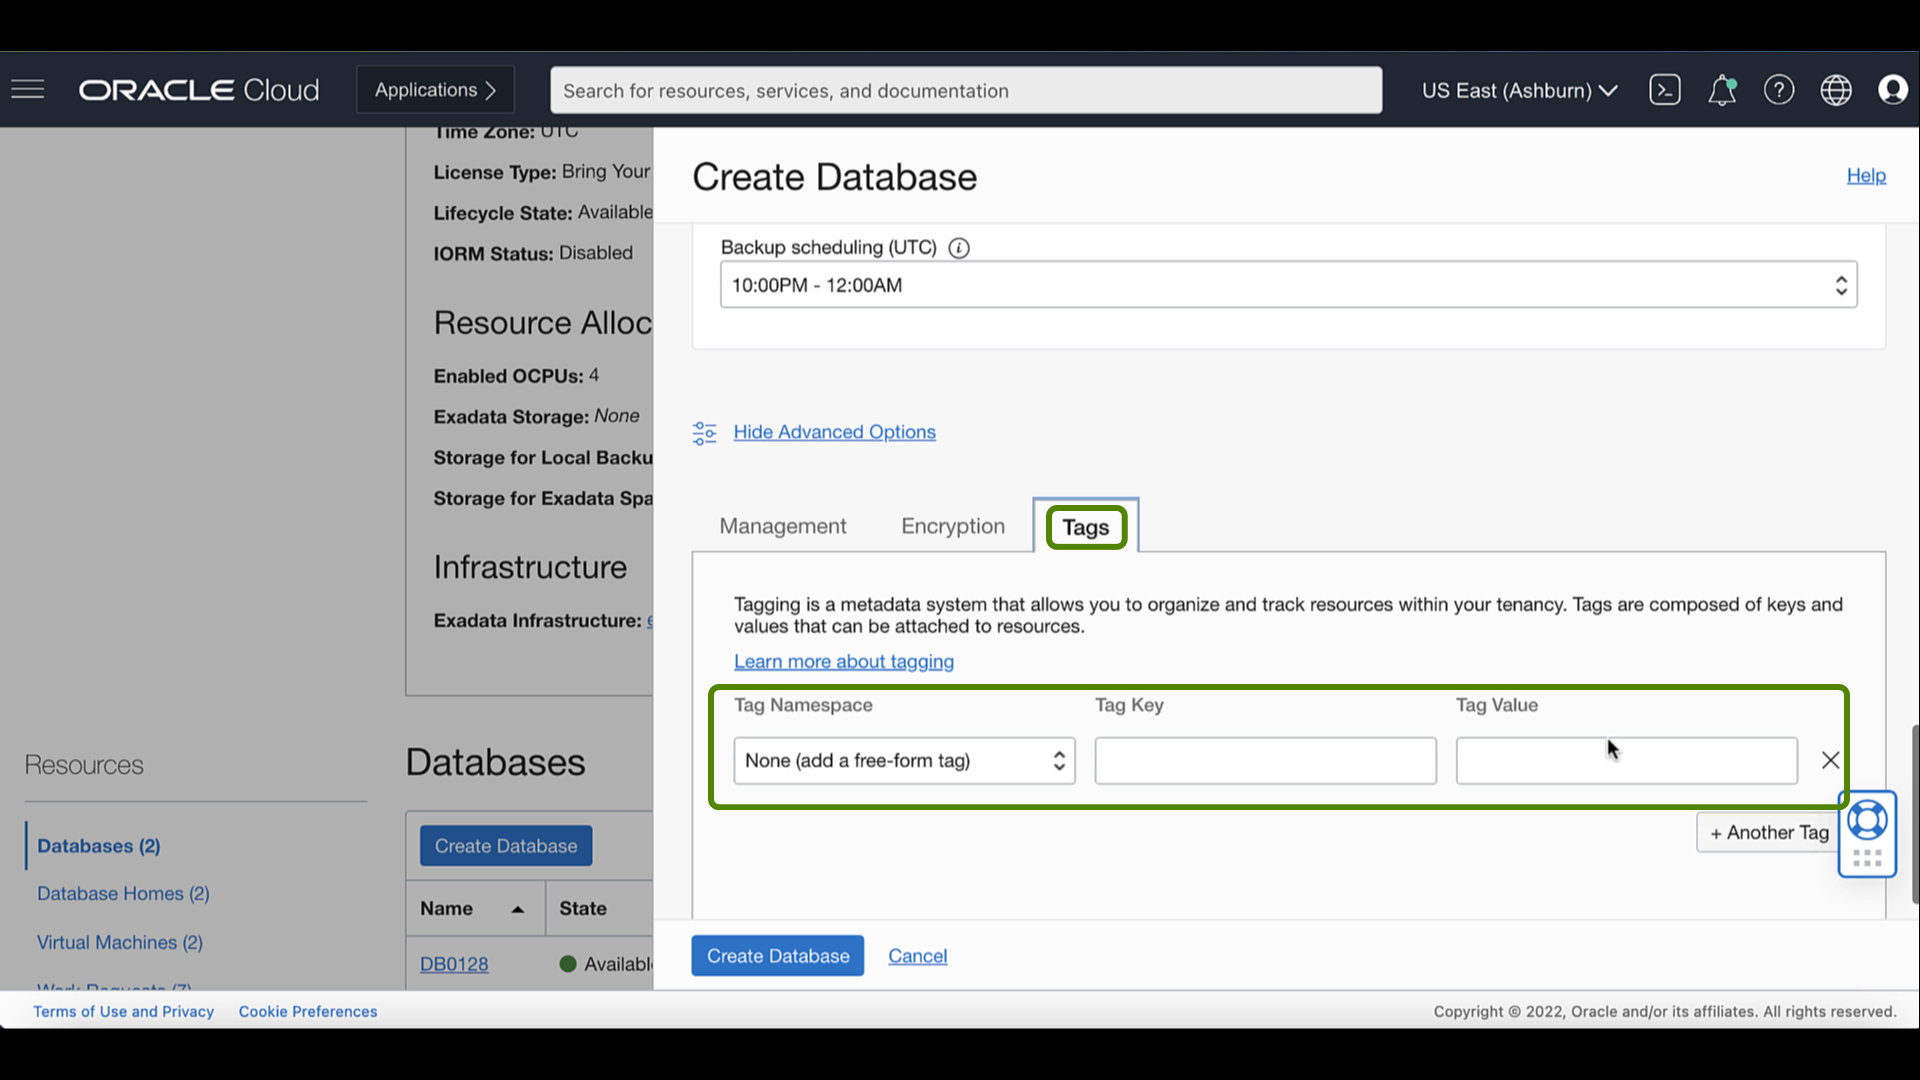 ORACLE Cloud
Applications
Search for resources, services, and documentation
US East (Ashburn)
Time Zone: UTC
License Type: Bring Your
Lifecycle State: Available
IORM Status: Disabled
Resource Alloc
Enabled OCPUs: 4
Exadata Storage: None
Storage for Local Backu
Storage for Exadata Spa
Infrastructure
Exadata Infrastructure: e
Resources
Databases (2)
Database Homes (2)
Virtual Machines (2)
Work Requests (7)
Databases
Create Database
Name
State
DB0128
Availabl
Create Database
Help
Backup scheduling (UTC)
10:00PM - 12:00AM
Hide Advanced Options
Management
Encryption
Tags
Tagging is a metadata system that allows you to organize and track resources within your tenancy. Tags are composed of keys and
values that can be attached to resources.
Learn more about tagging
Tag Namespace
Tag Key
Tag Value
None (add a free-form tag)
+ Another Tag
Create Database
Cancel
Terms of Use and Privacy
Cookie Preferences
Copyright © 2022, Oracle and/or its affiliates. All rights reserved.